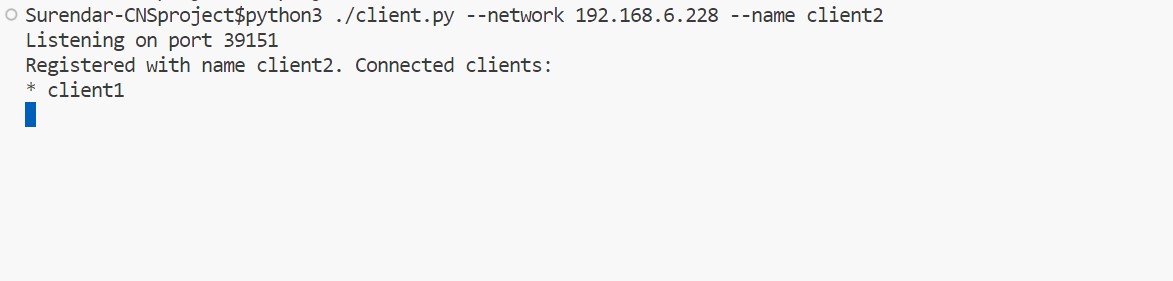 Surendar-CNSproject$python3 ./client.py --network 192.168.6.228 --name client2
Listening on port 39151
Registered with name client2. Connected clients:
* client1